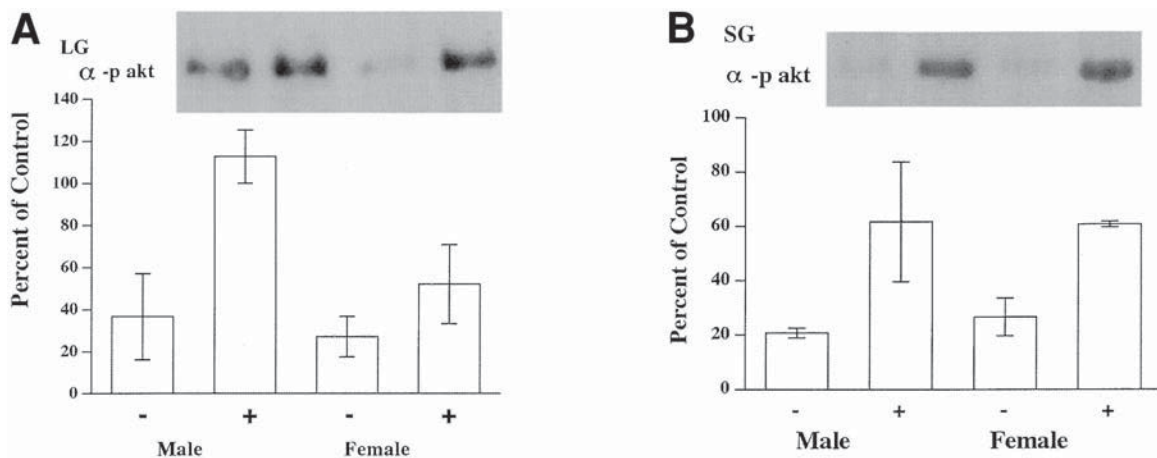 A
LG
α -p akt
Percent of Control
140
120
100
80
60
40
20
0
- + - +
Male Female
B
SG
α -p akt
Percent of Control
100
80
60
40
20
0
- + - +
Male Female